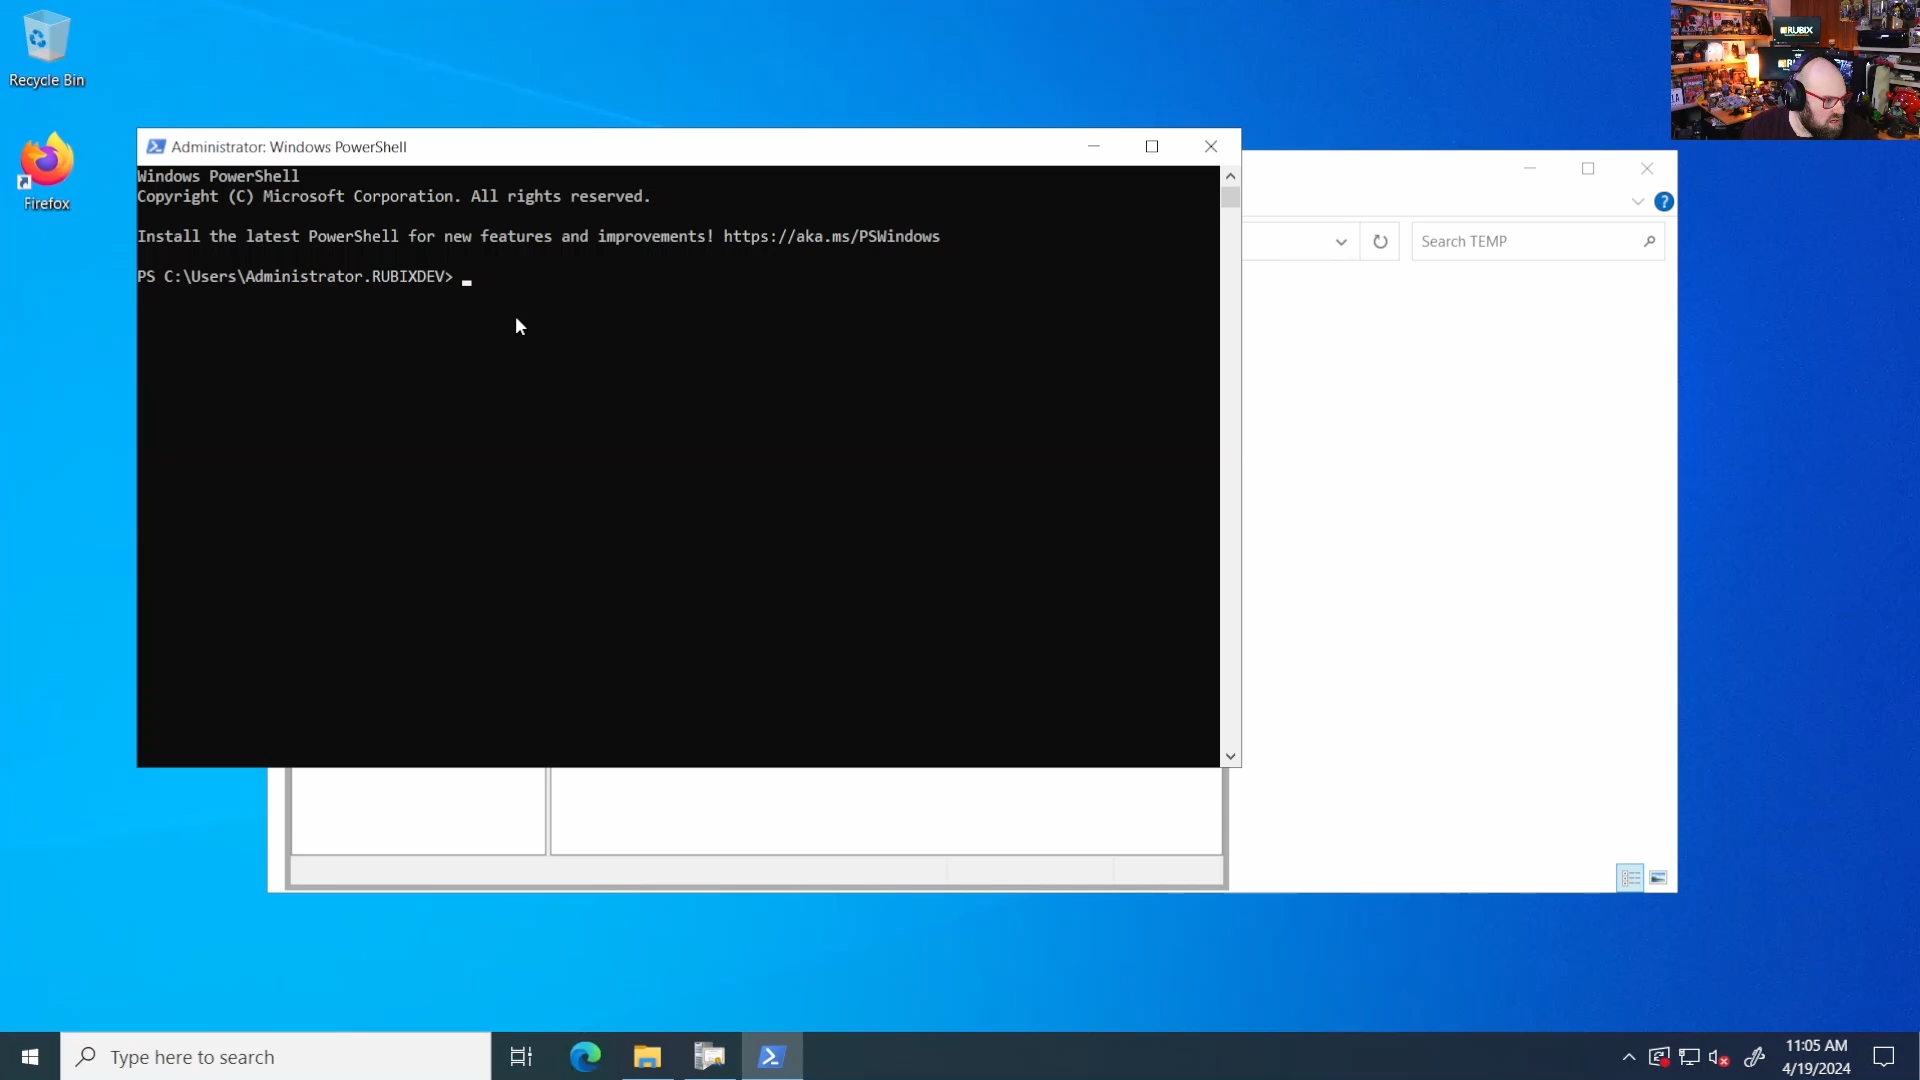 Recycle Bin
Firefox
Administrator: Windows PowerShell
Windows PowerShell
Copyright (C) Microsoft Corporation. All rights reserved.
Install the latest PowerShell for new features and improvements! https://aka.ms/PSWindows
PS C:\Users\Administrator.RUBIXDEV>
Search TEMP
RUBIX
Type here to search
11:05 AM
4/19/2024